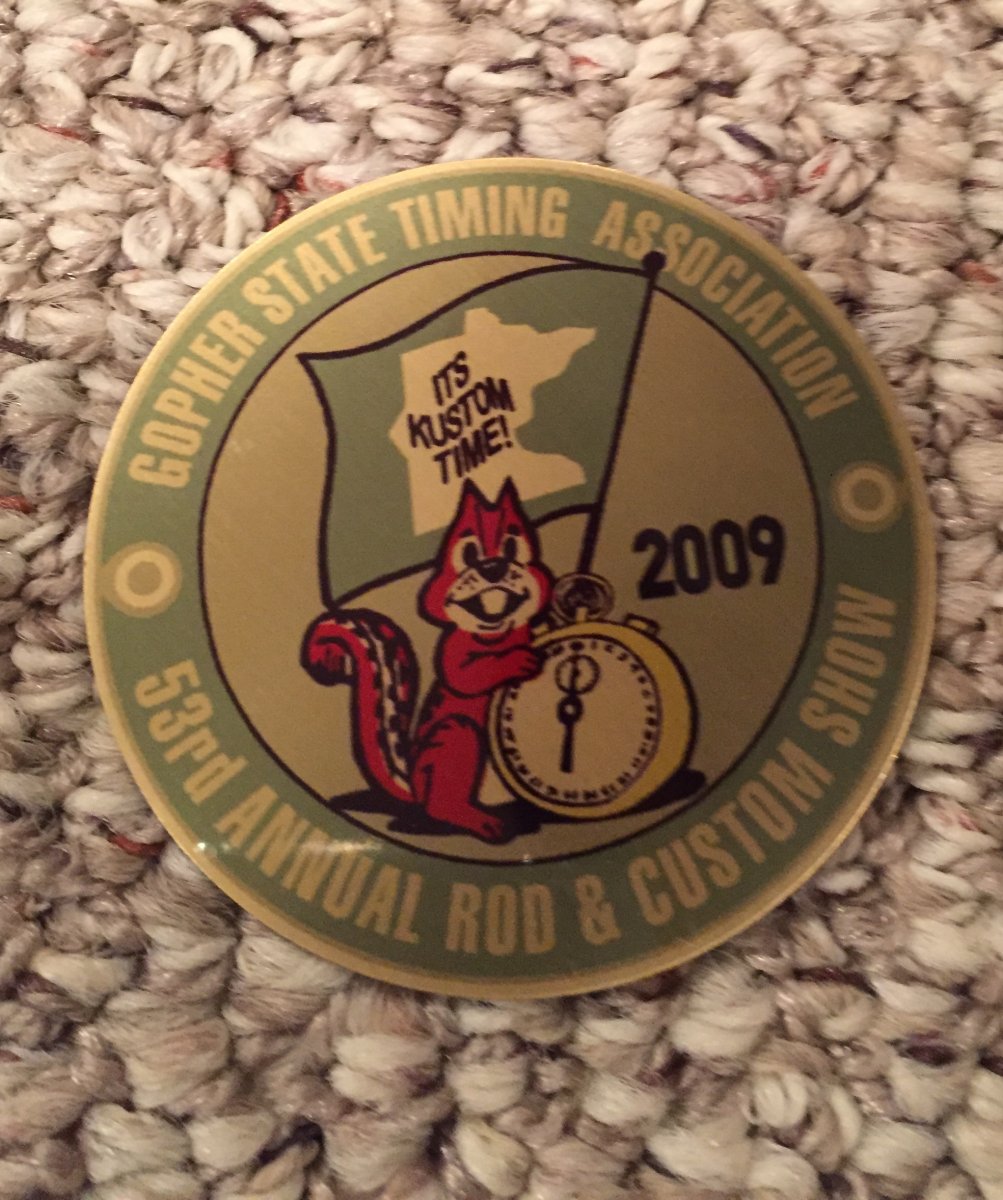 GOPHER STATE TIMING ASSOCIATION
ITS
KUSTOM
TIME!
2009
53rd ANNUAL ROD & CUSTOM SHOW